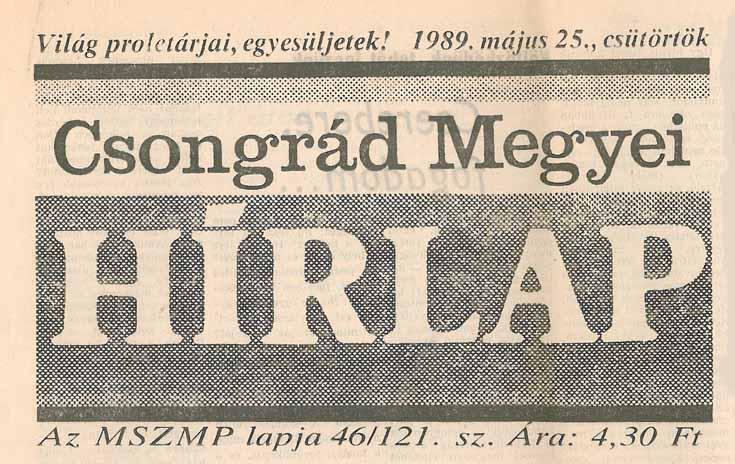 Világ proletárjai, egyesüljetek! 1989. május 25., csütörtök
Csongrád Megyei
HÍRLAP
Az MSZMP lapja 46/121. sz. Ára: 4,30 Ft